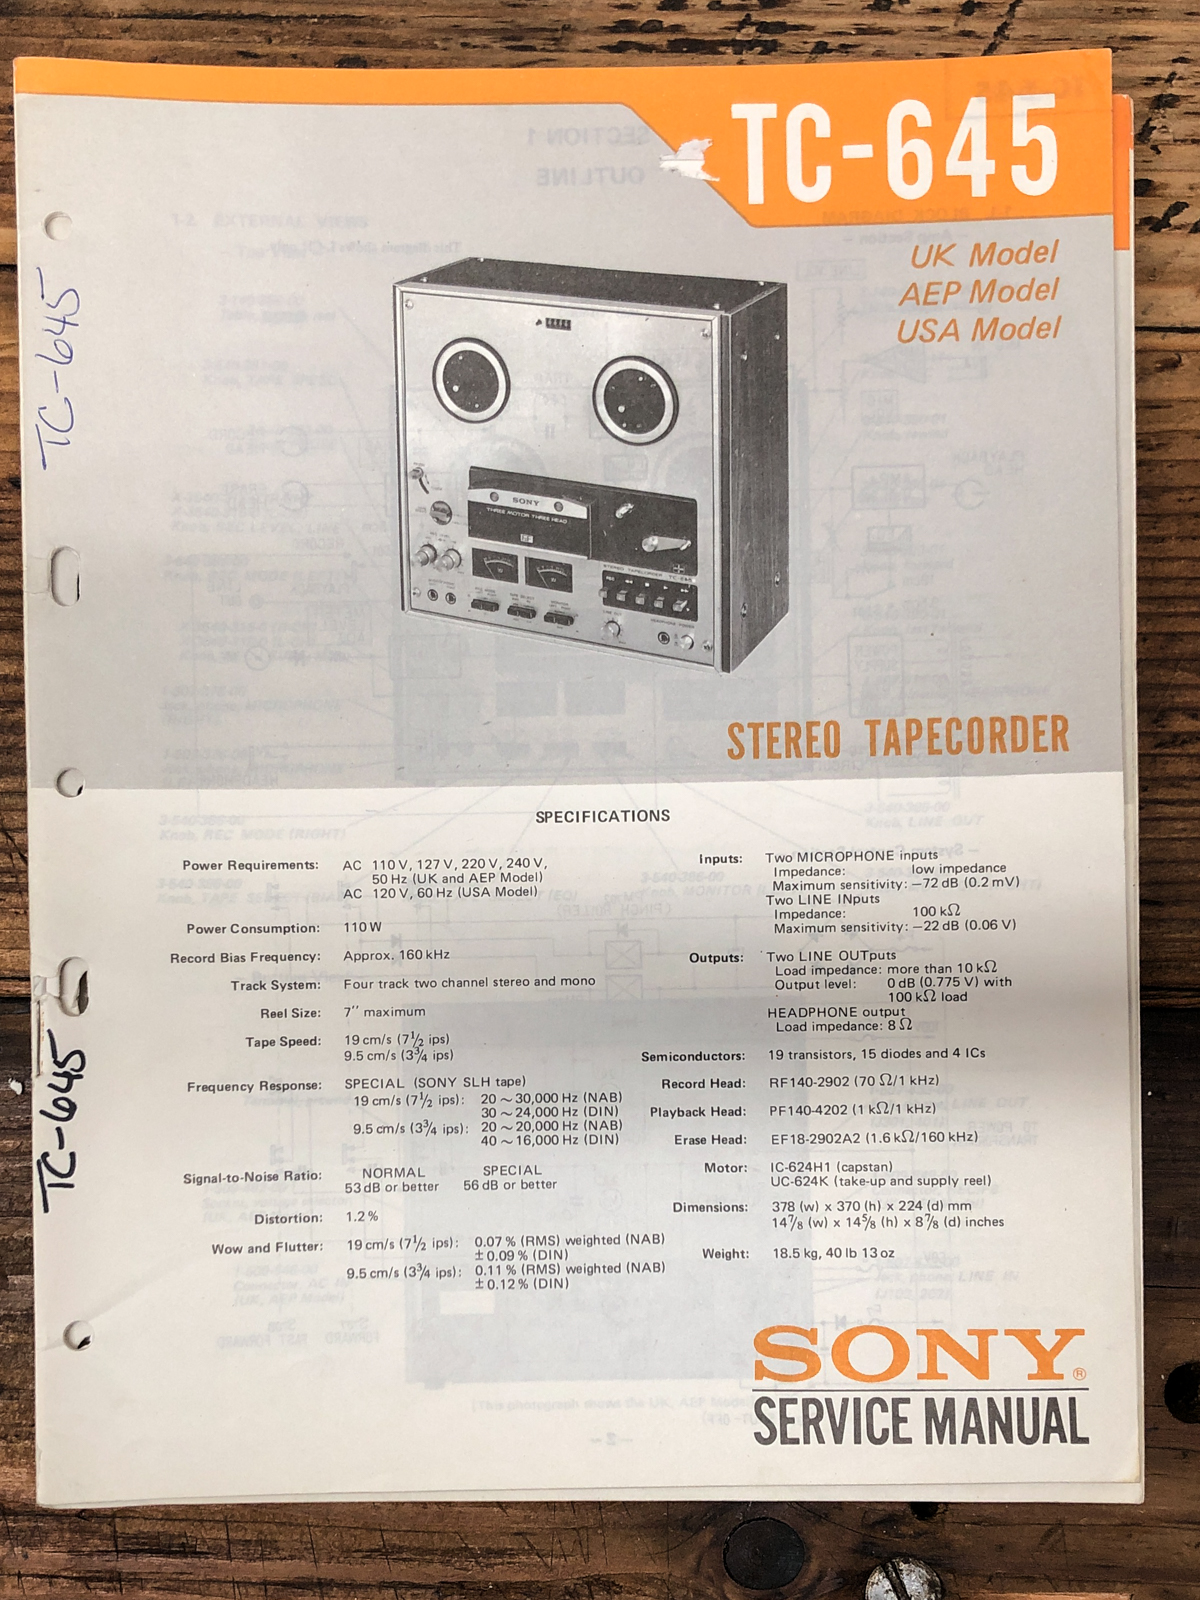 TC-645
UK Model
AEP Model
USA Model
TC-645
TC-645
SONY
THREE MOTOR THREE HEAD
STEREO TAPECORDER TC-645
STEREO TAPECORDER
SPECIFICATIONS
Power Requirements: AC 110 V, 127 V, 220 V, 240 V,
50 Hz (UK and AEP Model)
AC 120 V, 60 Hz (USA Model)
Power Consumption: 110 W
Record Bias Frequency: Approx. 160 kHz
Track System: Four track two channel stereo and mono
Reel Size: 7" maximum
Tape Speed: 19 cm/s (7½ ips)
9.5 cm/s (3¾ ips)
Frequency Response: SPECIAL (SONY SLH tape)
19 cm/s (7½ ips): 20 ~ 30,000 Hz (NAB)
30 ~ 24,000 Hz (DIN)
9.5 cm/s (3¾ ips): 20 ~ 20,000 Hz (NAB)
40 ~ 16,000 Hz (DIN)
Signal-to-Noise Ratio: NORMAL SPECIAL
53 dB or better 56 dB or better
Distortion: 1.2 %
Wow and Flutter: 19 cm/s (7½ ips): 0.07 % (RMS) weighted (NAB)
± 0.09 % (DIN)
9.5 cm/s (3¾ ips): 0.11 % (RMS) weighted (NAB)
± 0.12 % (DIN)
Inputs: Two MICROPHONE inputs
Impedance: low impedance
Maximum sensitivity: −72 dB (0.2 mV)
Two LINE INputs
Impedance: 100 kΩ
Maximum sensitivity: −22 dB (0.06 V)
Outputs: Two LINE OUTputs
Load impedance: more than 10 kΩ
Output level: 0 dB (0.775 V) with
100 kΩ load
HEADPHONE output
Load impedance: 8 Ω
Semiconductors: 19 transistors, 15 diodes and 4 ICs
Record Head: RF140-2902 (70 Ω/1 kHz)
Playback Head: PF140-4202 (1 kΩ/1 kHz)
Erase Head: EF18-2902A2 (1.6 kΩ/160 kHz)
Motor: IC-624H1 (capstan)
UC-624K (take-up and supply reel)
Dimensions: 378 (w) x 370 (h) x 224 (d) mm
14⅞ (w) x 14⅝ (h) x 8⅞ (d) inches
Weight: 18.5 kg, 40 lb 13 oz
SONY®
SERVICE MANUAL